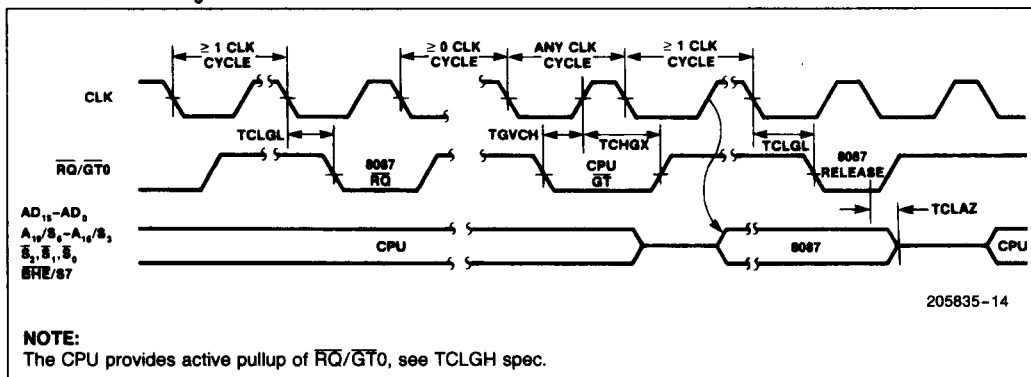 ≥ 1 CLK CYCLE
≥ 0 CLK CYCLE
ANY CLK CYCLE
≥ 1 CLK CYCLE
CLK
TCLGL
TGVCH
TCHGX
TCLGL
RQ/GT0
8087 RQ
CPU GT
8087 RELEASE
TCLAZ
AD15–AD0
A19/S6–A16/S3
S2, S1, S0
BHE/S7
CPU
8087
CPU
205835-14
NOTE:
The CPU provides active pullup of RQ/GT0, see TCLGH spec.